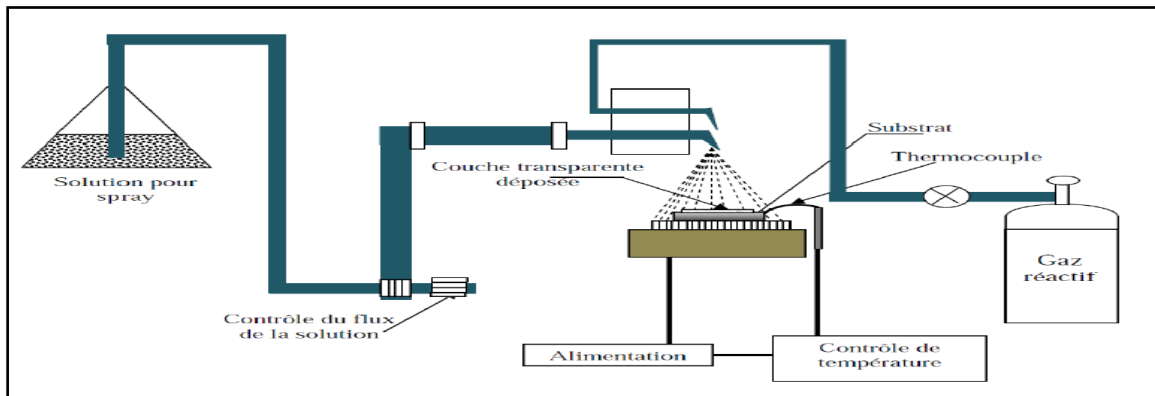 Substrat
Thermocouple
Couche transparente
déposée
Solution pour
spray
Gaz
réactif
Contrôle du flux
de la solution
Alimentation
Contrôle de
température